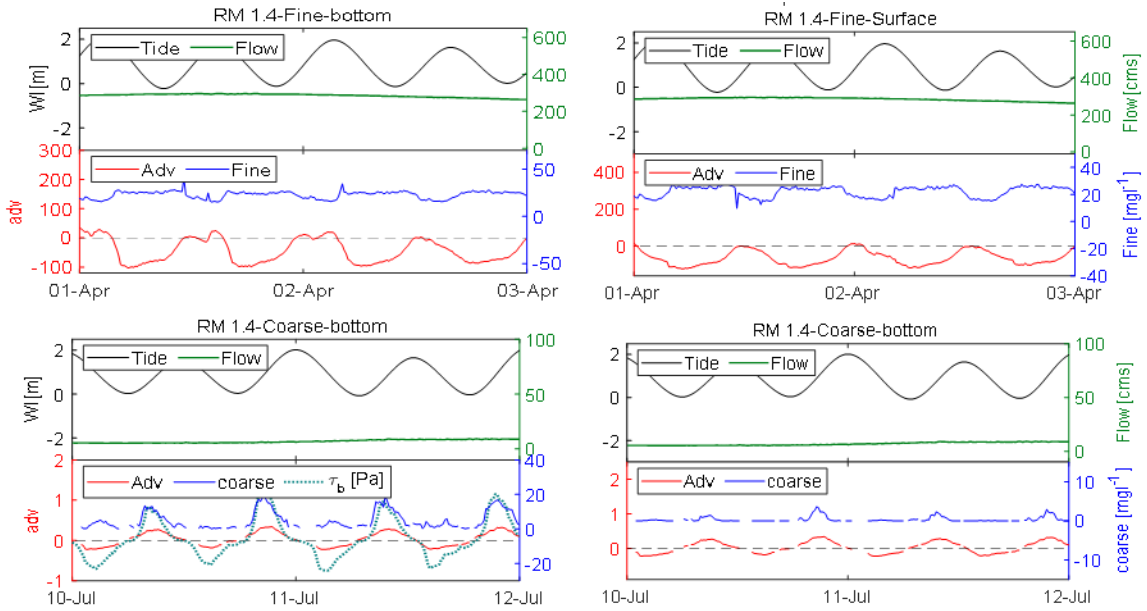 RM 1.4-Fine-bottom
2
0
-2
Wl [m]
Tide
Flow
600
400
200
0
300
200
100
0
-100
adv
Adv
Fine
50
0
-50
01-Apr
02-Apr
03-Apr
RM 1.4-Fine-Surface
2
0
-2
Tide
Flow
600
400
200
0
Flow [cms]
400
200
0
Adv
Fine
40
20
0
-20
-40
Fine [mgl⁻¹]
01-Apr
02-Apr
03-Apr
RM 1.4-Coarse-bottom
2
0
-2
Wl [m]
Tide
Flow
100
50
0
2
1
0
-1
adv
Adv
coarse
τb [Pa]
40
20
0
-20
10-Jul
11-Jul
12-Jul
RM 1.4-Coarse-bottom
2
0
-2
Tide
Flow
100
50
0
Flow [cms]
2
1
0
Adv
coarse
10
0
-10
coarse [mgl⁻¹]
10-Jul
11-Jul
12-Jul